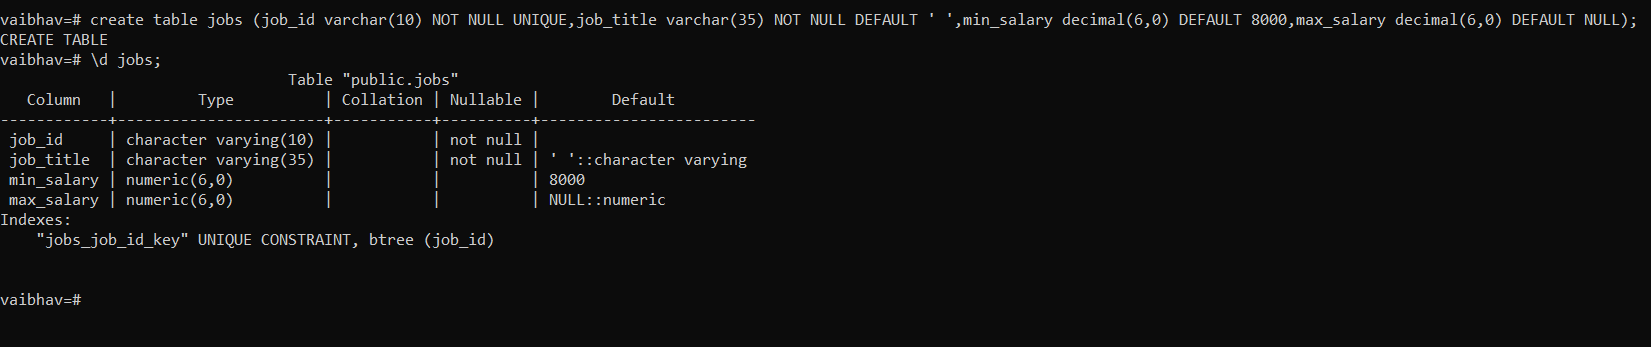 vaibhav=# create table jobs (job_id varchar(10) NOT NULL UNIQUE,job_title varchar(35) NOT NULL DEFAULT ' ',min_salary decimal(6,0) DEFAULT 8000,max_salary decimal(6,0) DEFAULT NULL);
CREATE TABLE
vaibhav=# \d jobs;
                                Table "public.jobs"
   Column   |         Type          | Collation | Nullable |        Default
------------+-----------------------+-----------+----------+------------------------
 job_id     | character varying(10) |           | not null |
 job_title  | character varying(35) |           | not null | ' '::character varying
 min_salary | numeric(6,0)          |           |          | 8000
 max_salary | numeric(6,0)          |           |          | NULL::numeric
Indexes:
    "jobs_job_id_key" UNIQUE CONSTRAINT, btree (job_id)
vaibhav=#